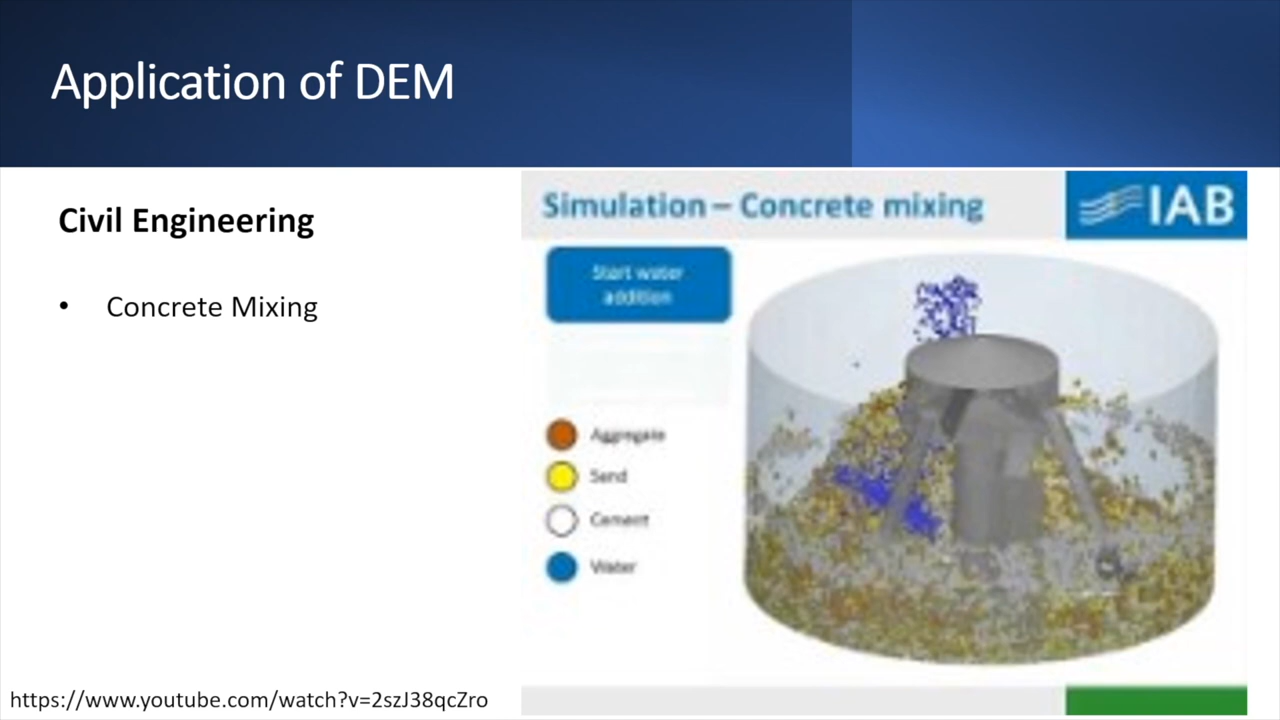 Application of DEM
Civil Engineering
• Concrete Mixing
Simulation – Concrete mixing
IAB
Start water
addition
Aggregate
Sand
Cement
Water
https://www.youtube.com/watch?v=2szJ38qcZro